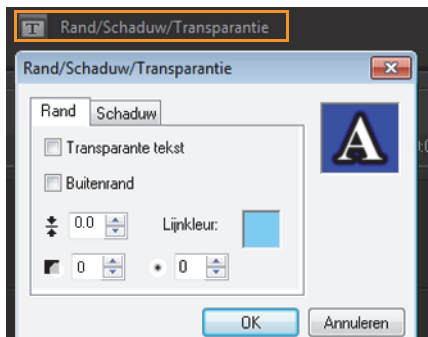 T Rand/Schaduw/Transparantie
Rand/Schaduw/Transparantie
Rand Schaduw
Transparante tekst
Buitenrand
0.0 Lijnkleur:
0 0
A
OK Annuleren